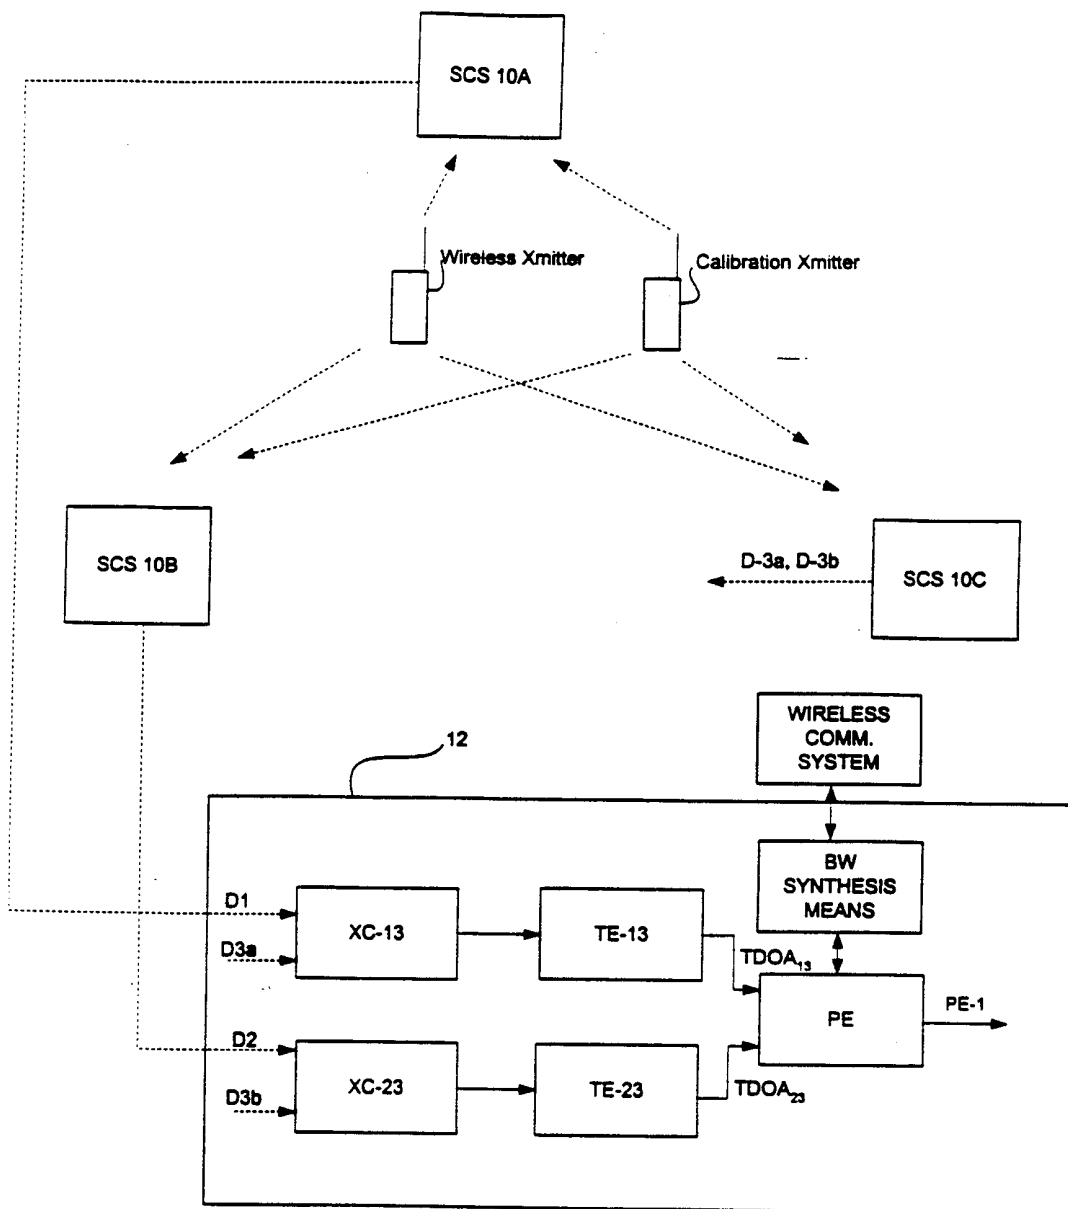 SCS 10A
Wireless Xmitter
Calibration Xmitter
SCS 10B
D-3a, D-3b
SCS 10C
WIRELESS
COMM.
SYSTEM
12
BW
SYNTHESIS
MEANS
D1
XC-13
TE-13
D3a
TDOA₁₃
PE
PE-1
D2
XC-23
TE-23
TDOA₂₃
D3b